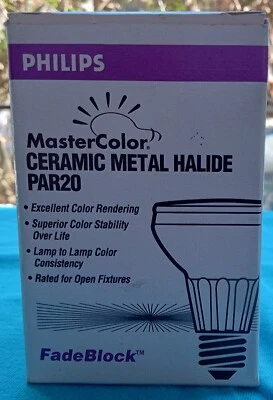 PHILIPS
MasterColor®
CERAMIC METAL HALIDE
PAR20
• Excellent Color Rendering
• Superior Color Stability
Over Life
• Lamp to Lamp Color
Consistency
• Rated for Open Fixtures
FadeBlock™